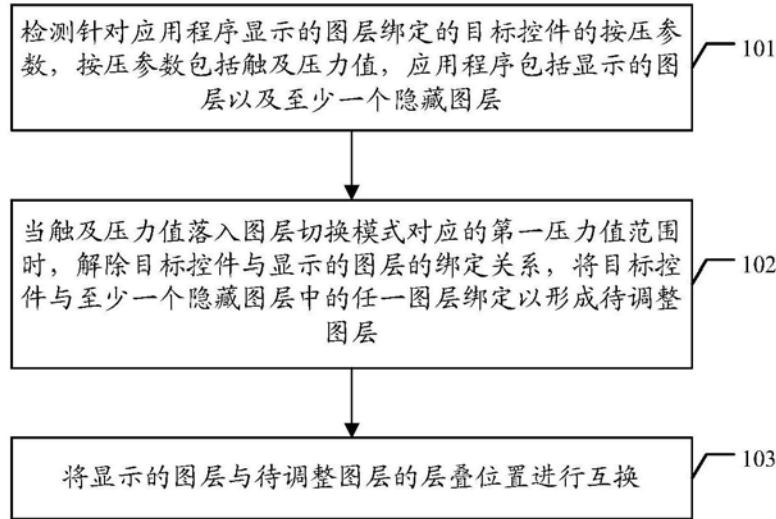 检测针对应用程序显示的图层绑定的目标控件的按压参
数，按压参数包括触及压力值，应用程序包括显示的图
层以及至少一个隐藏图层
101
当触及压力值落入图层切换模式对应的第一压力值范围
时，解除目标控件与显示的图层的绑定关系，将目标控
件与至少一个隐藏图层中的任一图层绑定以形成待调整
图层
102
将显示的图层与待调整图层的层叠位置进行互换
103